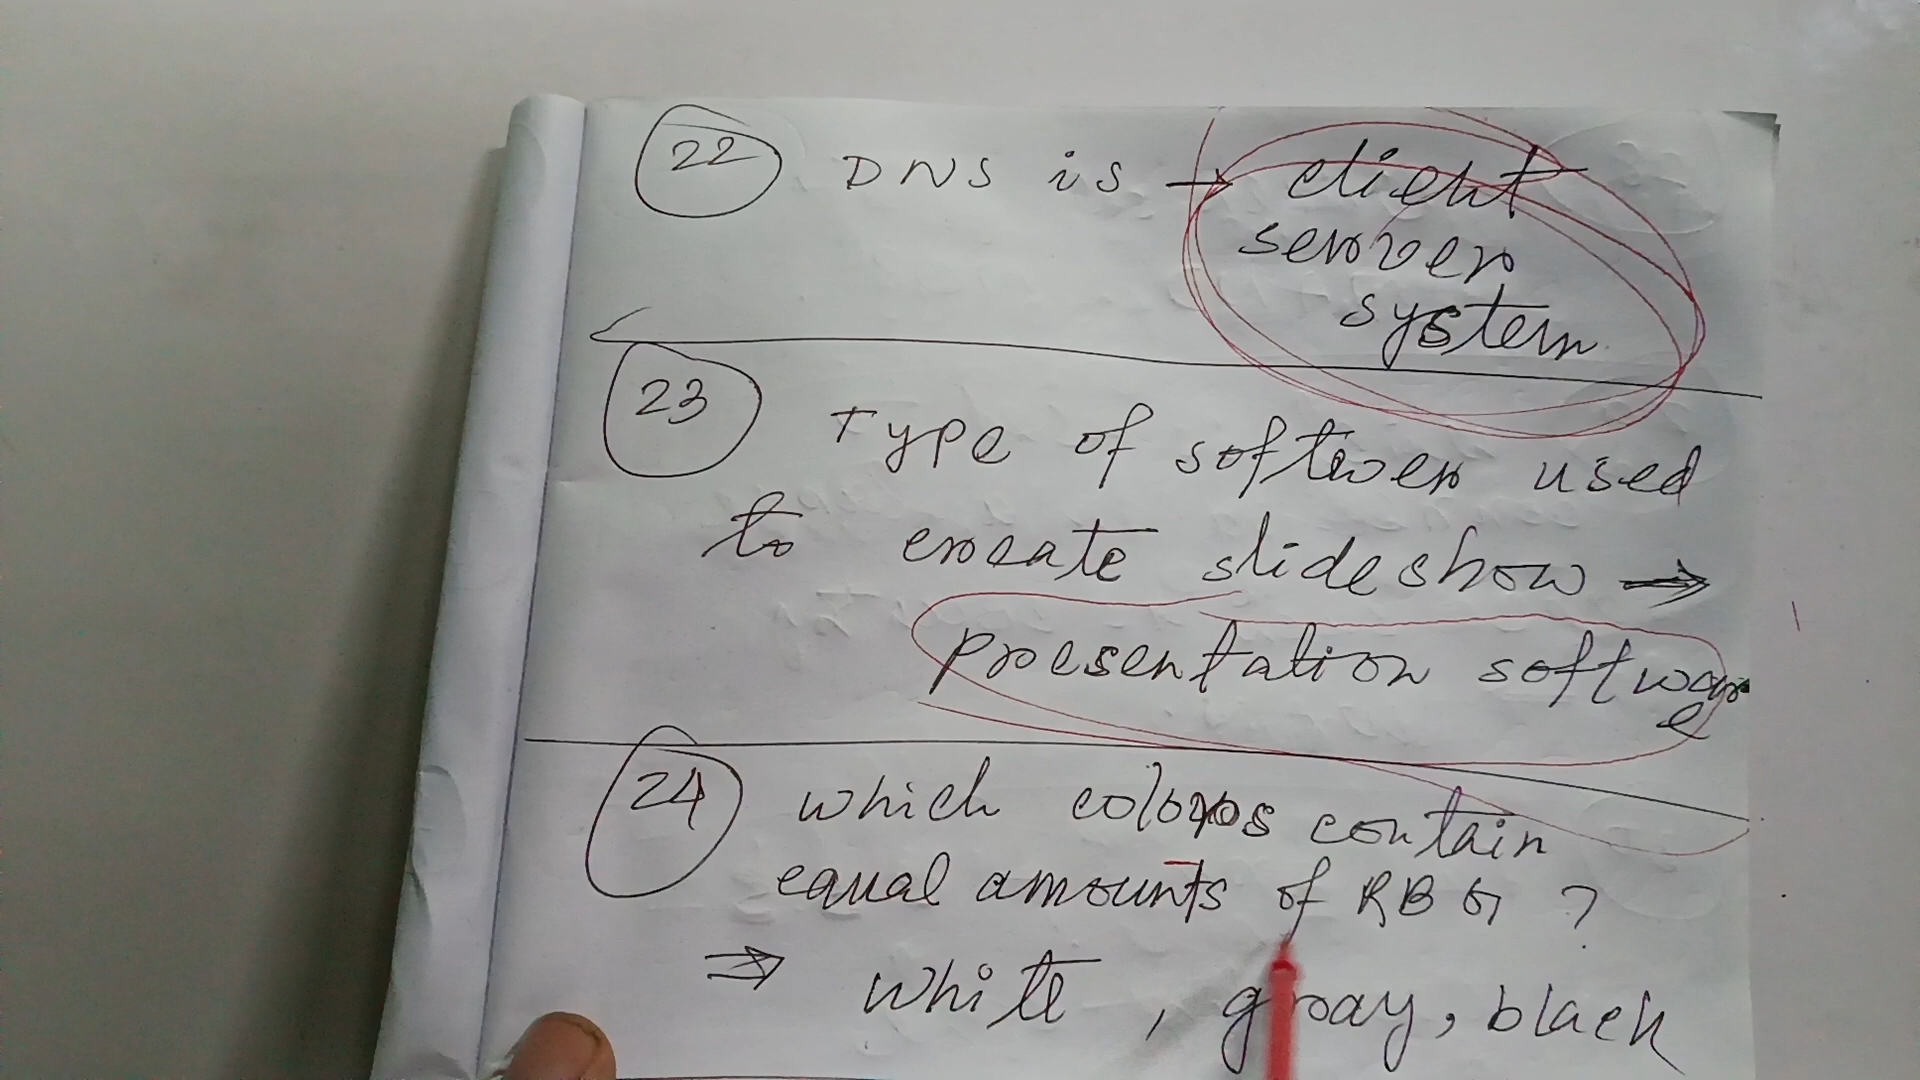 22 DNS is → client
server
system
23 Type of softwer used
to create slideshow →
presentation software
24 which colors contain
equal amounts of RBG ?
⇒ white, gray, black